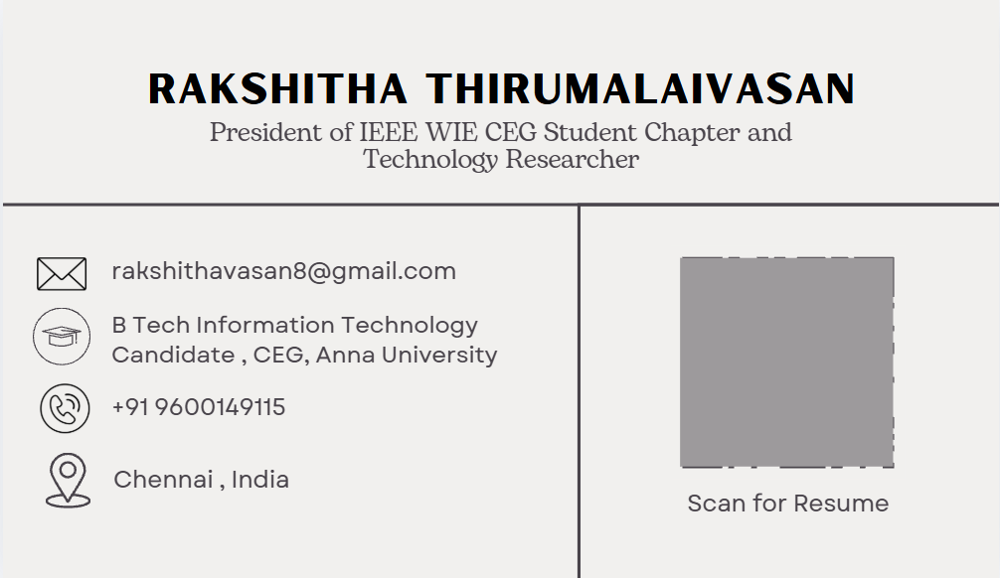 RAKSHITHA THIRUMALAIVASAN
President of IEEE WIE CEG Student Chapter and
Technology Researcher
rakshithavasan8@gmail.com
B Tech Information Technology
Candidate , CEG, Anna University
+91 9600149115
Chennai , India
Scan for Resume